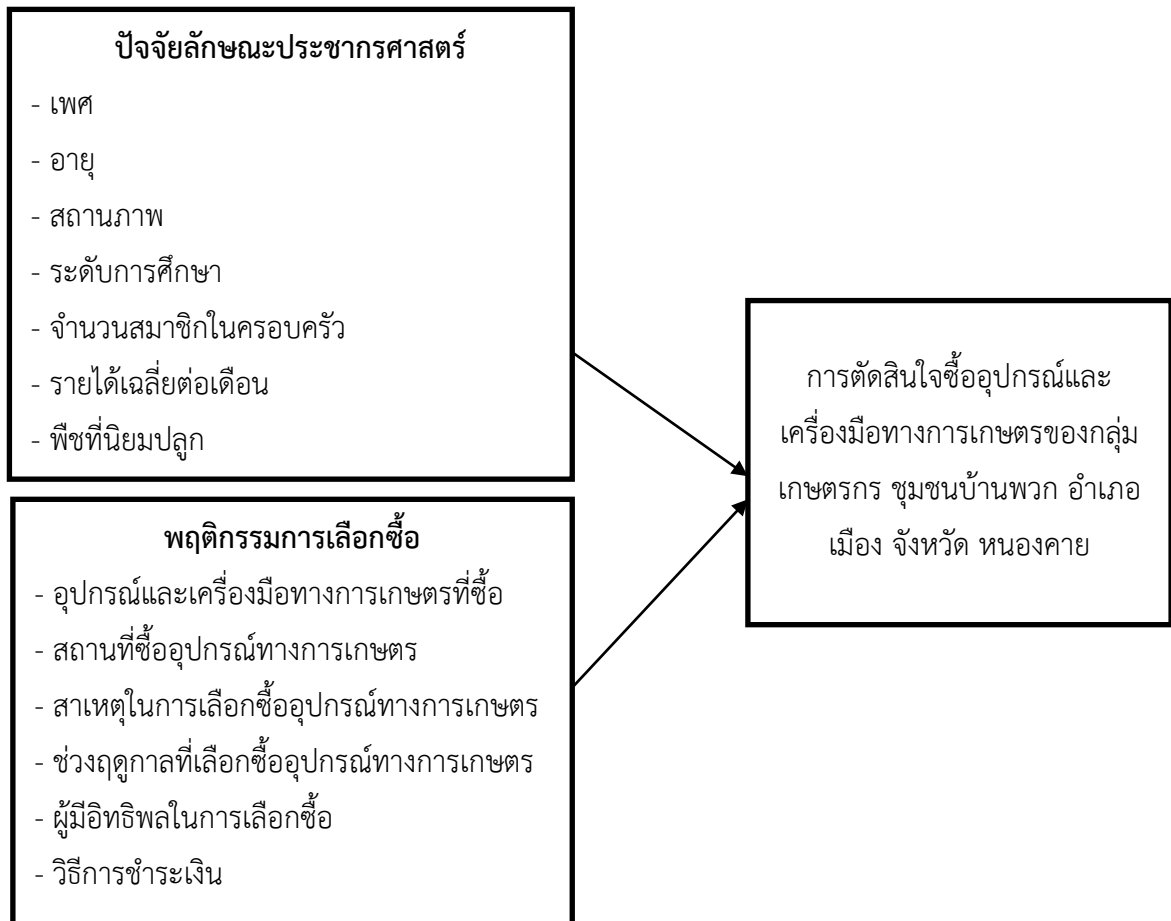 ปัจจัยลักษณะประชากรศาสตร์
- เพศ
- อายุ
- สถานภาพ
- ระดับการศึกษา
- จำนวนสมาชิกในครอบครัว
- รายได้เฉลี่ยต่อเดือน
- พืชที่นิยมปลูก
พฤติกรรมการเลือกซื้อ
- อุปกรณ์และเครื่องมือทางการเกษตรที่ซื้อ
- สถานที่ซื้ออุปกรณ์ทางการเกษตร
- สาเหตุในการเลือกซื้ออุปกรณ์ทางการเกษตร
- ช่วงฤดูกาลที่เลือกซื้ออุปกรณ์ทางการเกษตร
- ผู้มีอิทธิพลในการเลือกซื้อ
- วิธีการชำระเงิน
การตัดสินใจซื้ออุปกรณ์และ
เครื่องมือทางการเกษตรของกลุ่ม
เกษตรกร ชุมชนบ้านพวก อำเภอ
เมือง จังหวัด หนองคาย